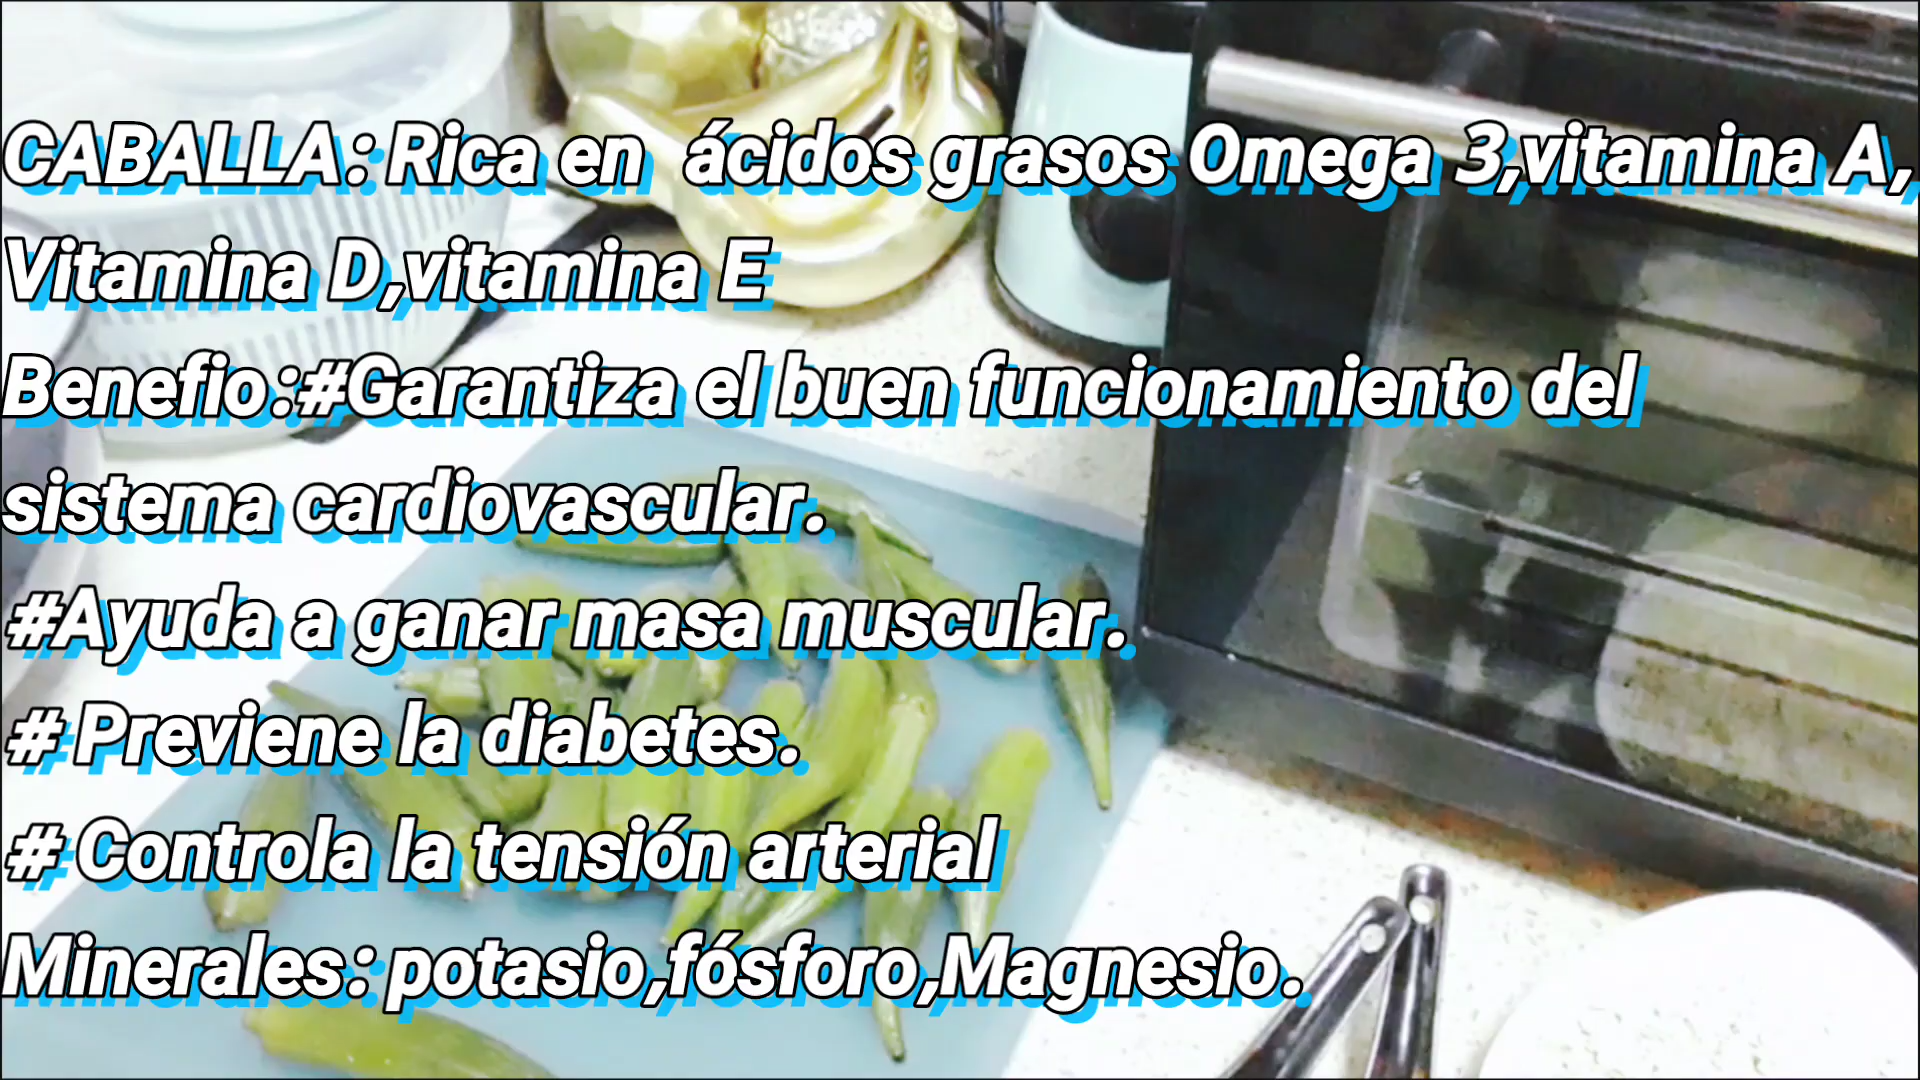 CABALLA: Rica en ácidos grasos Omega 3,vitamina A,
Vitamina D,vitamina E
Benefio:#Garantiza el buen funcionamiento del
sistema cardiovascular.
#Ayuda a ganar masa muscular.
# Previene la diabetes.
# Controla la tensión arterial
Minerales: potasio,fósforo,Magnesio.